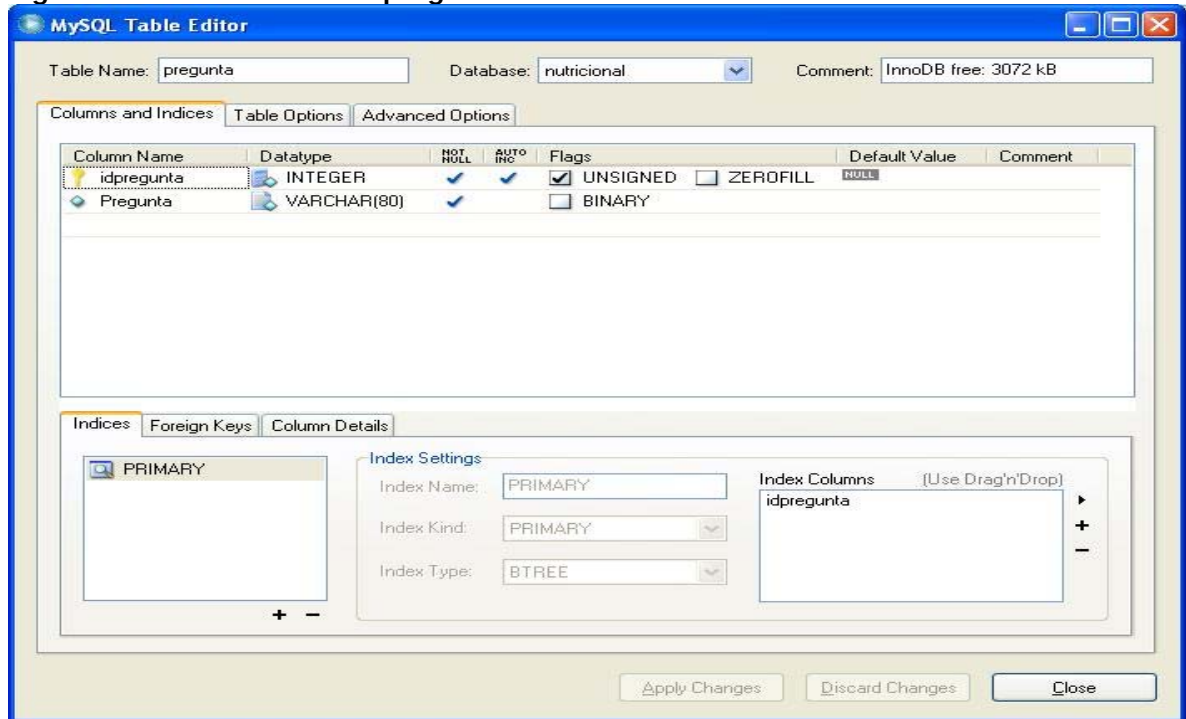 MySQL Table Editor
Table Name: pregunta Database: nutricional Comment: InnoDB free: 3072 kB
Columns and Indices Table Options Advanced Options
Column Name Datatype NOT NULL AUTO INC Flags Default Value Comment
idpregunta INTEGER UNSIGNED ZEROFILL NULL
Pregunta VARCHAR(80) BINARY
Indices Foreign Keys Column Details
PRIMARY
Index Settings
Index Name: PRIMARY
Index Kind: PRIMARY
Index Type: BTREE
Index Columns (Use Drag'n'Drop)
idpregunta
Apply Changes Discard Changes Close